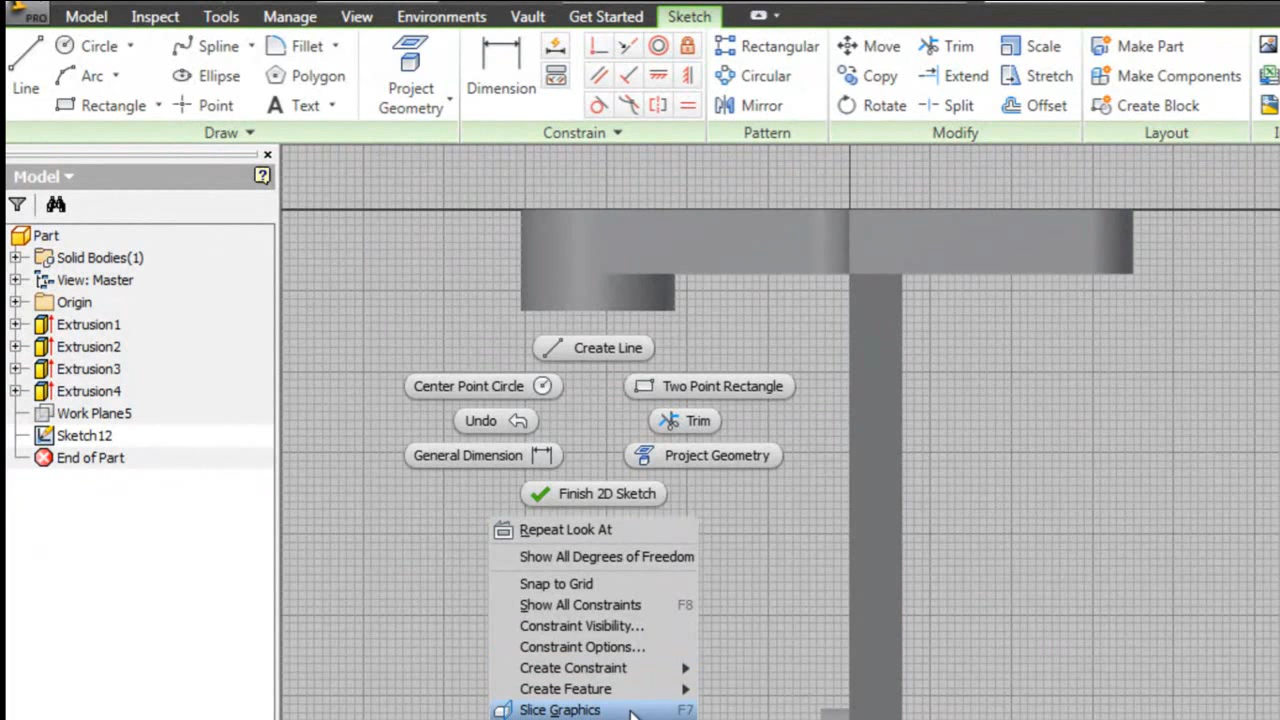 PRO Model Inspect Tools Manage View Environments Vault Get Started Sketch
Circle Spline Fillet Rectangular Move Trim Scale Make Part
Line Arc Ellipse Polygon Project Geometry Dimension Circular Copy Extend Stretch Make Components
Rectangle Point A Text Mirror Rotate Split Offset Create Block
Draw Constrain Pattern Modify Layout
Model
Part
Solid Bodies(1)
View: Master
Origin
Extrusion1
Extrusion2
Extrusion3
Extrusion4
Work Plane5
Sketch12
End of Part
Create Line
Center Point Circle Two Point Rectangle
Undo Trim
General Dimension Project Geometry
Finish 2D Sketch
Repeat Look At
Show All Degrees of Freedom
Snap to Grid
Show All Constraints F8
Constraint Visibility...
Constraint Options...
Create Constraint
Create Feature
Slice Graphics F7